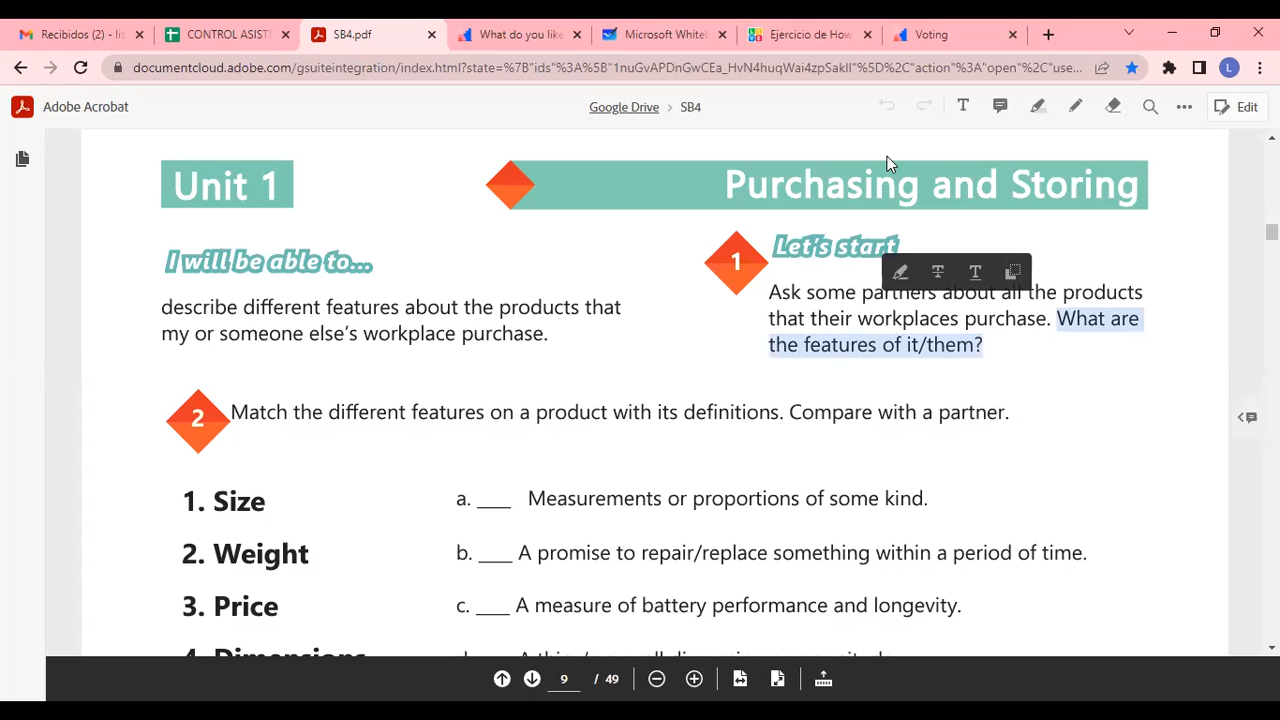 Recibidos (2) - lis
CONTROL ASIST
SB4.pdf
What do you like
Microsoft White
Ejercicio de How
Voting
documentcloud.adobe.com/gsuiteintegration/index.html?state=%7B"ids"%3A%5B"1nuGvAPDnGwCEa_HvN4huqWai4zpSakIl"%5D%2C"action"%3A"open"%2C"use...
L
Adobe Acrobat
Google Drive > SB4
Edit
Unit 1
Purchasing and Storing
I will be able to...
describe different features about the products that
my or someone else's workplace purchase.
1
Let's start
Ask some partners about all the products
that their workplaces purchase. What are
the features of it/them?
2
Match the different features on a product with its definitions. Compare with a partner.
1. Size
a. ____ Measurements or proportions of some kind.
2. Weight
b. ____ A promise to repair/replace something within a period of time.
3. Price
c. ____ A measure of battery performance and longevity.
4. Dimensions
9 / 49